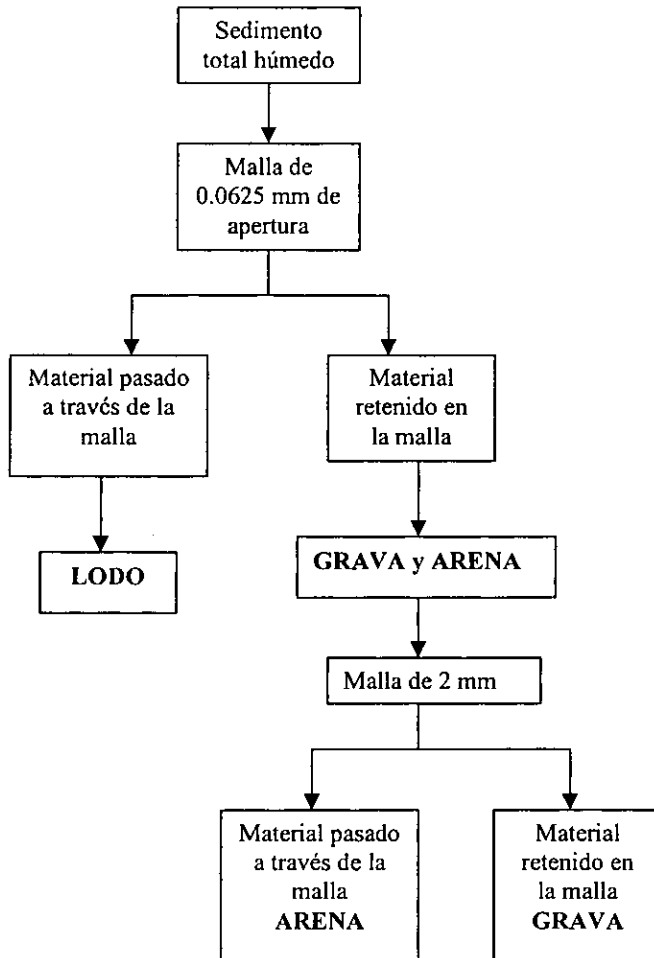 Sedimento
total húmedo
Malla de
0.0625 mm de
apertura
Material pasado
a través de la
malla
Material
retenido en
la malla
LODO
GRAVA y ARENA
Malla de 2 mm
Material pasado
a través de la
malla
ARENA
Material
retenido en
la malla
GRAVA